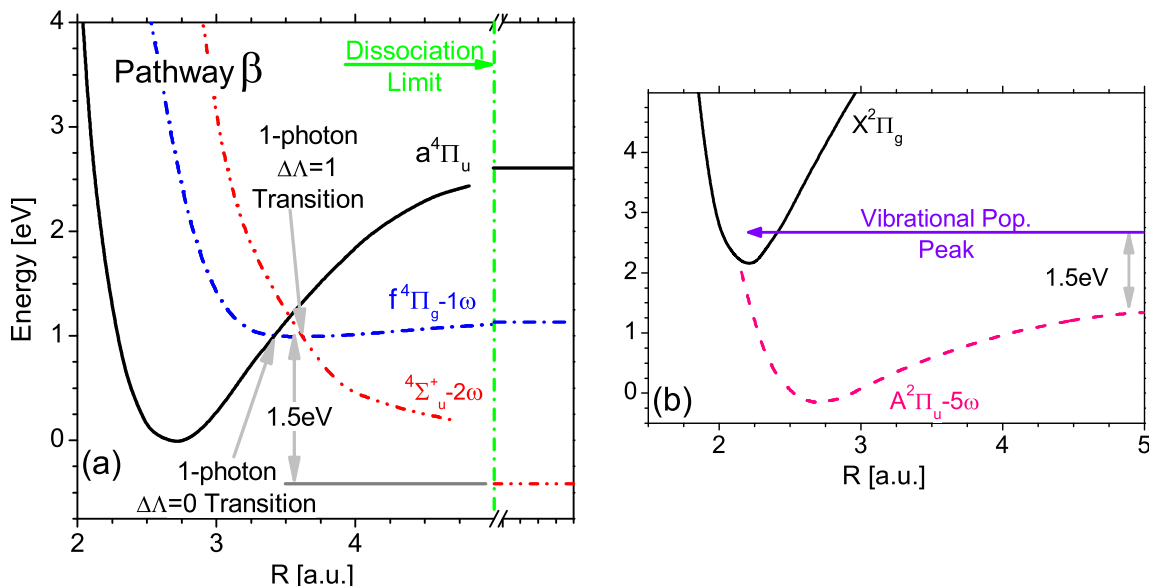 Pathway β
Dissociation
Limit
1-photon
ΔΛ=1
Transition
a⁴Πᵤ
f⁴Π_g-1ω
⁴Σ⁺ᵤ-2ω
1.5eV
(a)
1-photon
ΔΛ=0 Transition
Energy [eV]
4
3
2
1
0
2
3
4
R [a.u.]
X²Π_g
Vibrational Pop.
Peak
1.5eV
A²Πᵤ-5ω
(b)
4
3
2
1
0
2
3
4
5
R [a.u.]